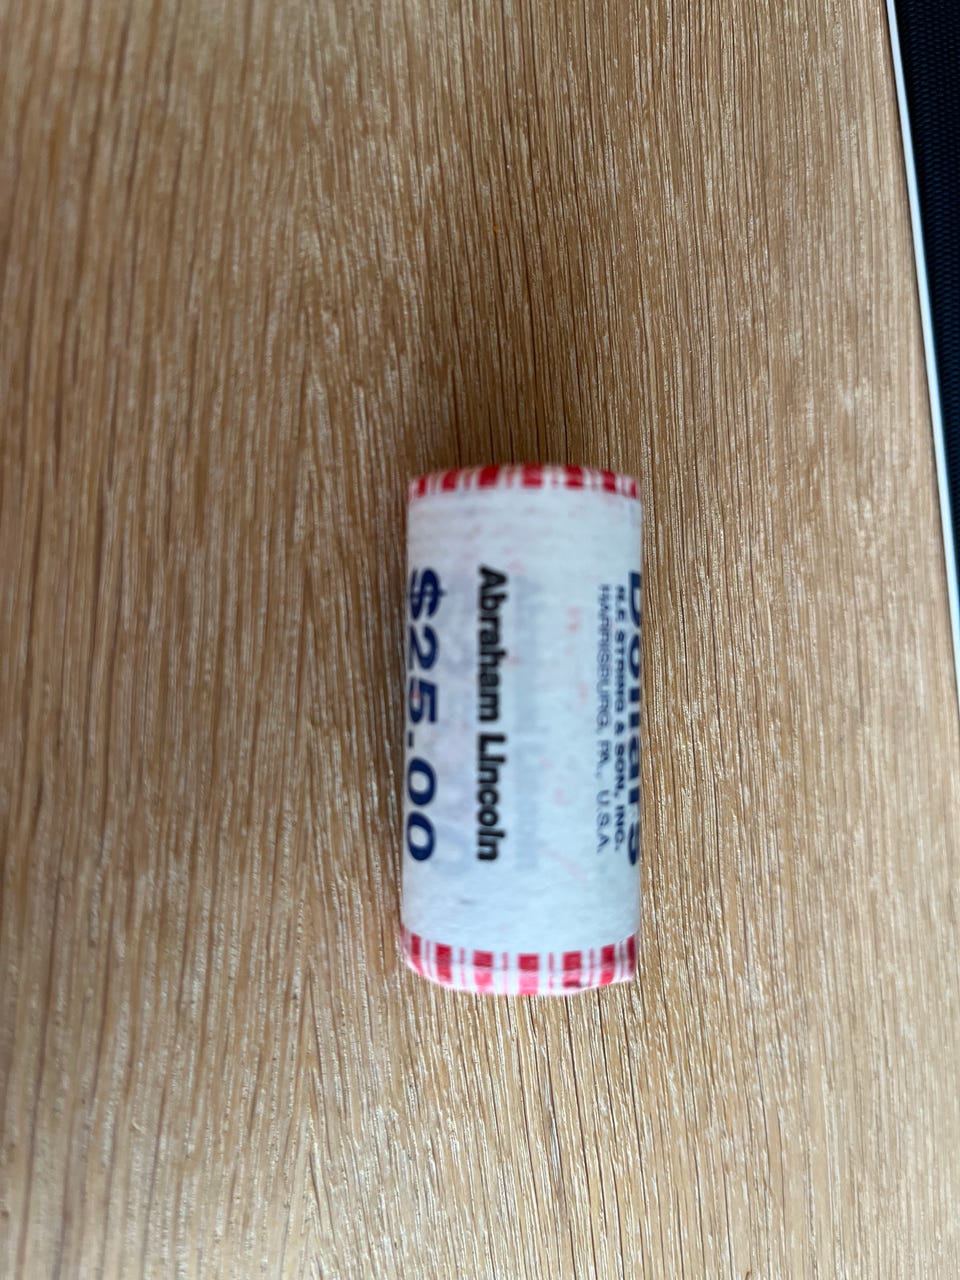 Dollars
N.F. STRING & SON, INC.
HARRISBURG, PA., U.S.A.
Abraham LIncoln
$25.00